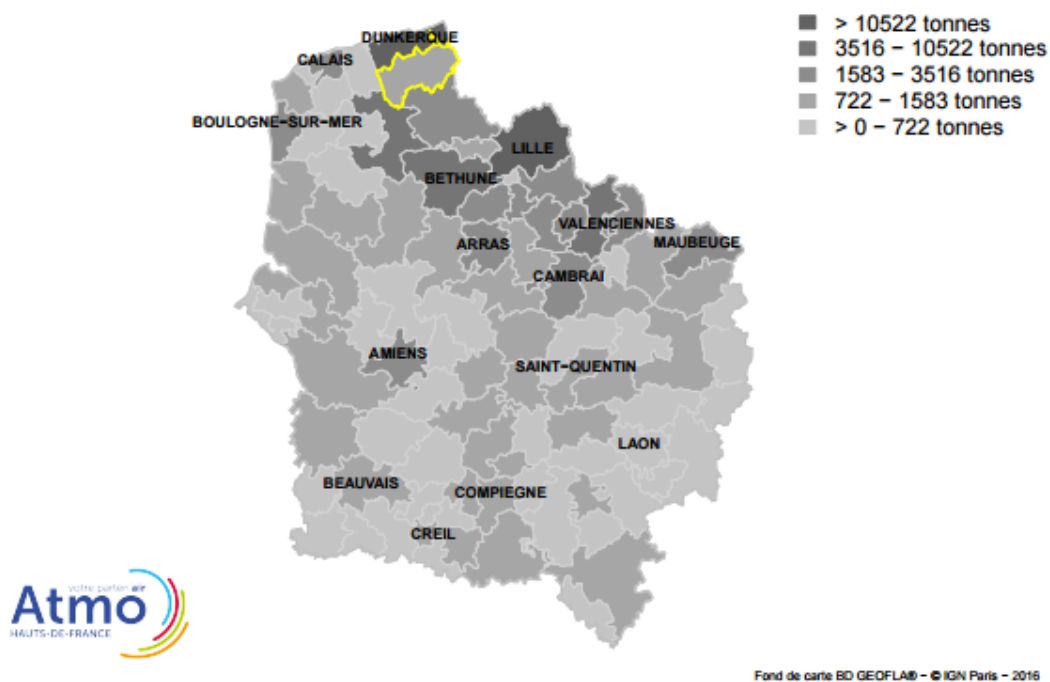 DUNKERQUE
CALAIS
BOULOGNE−SUR−MER
LILLE
BETHUNE
VALENCIENNES
ARRAS
MAUBEUGE
CAMBRAI
AMIENS
SAINT−QUENTIN
LAON
BEAUVAIS
COMPIEGNE
CREIL
> 10522 tonnes
3516 − 10522 tonnes
1583 − 3516 tonnes
722 − 1583 tonnes
> 0 − 722 tonnes
votre parten air
Atmo
HAUTS-DE-FRANCE
Fond de carte BD GEOFLA® − © IGN Paris − 2016